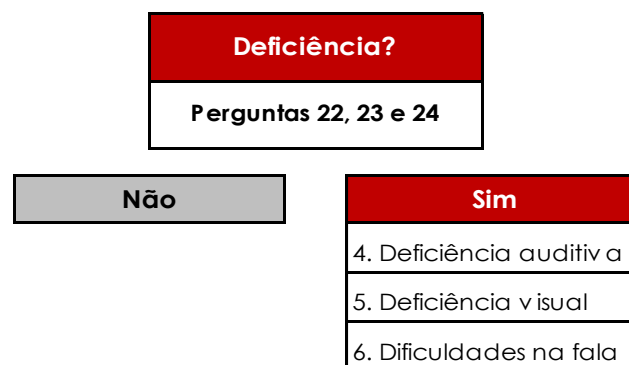 Deficiência?
Perguntas 22, 23 e 24
Não
Sim
4. Deficiência auditiva
5. Deficiência visual
6. Dificuldades na fala